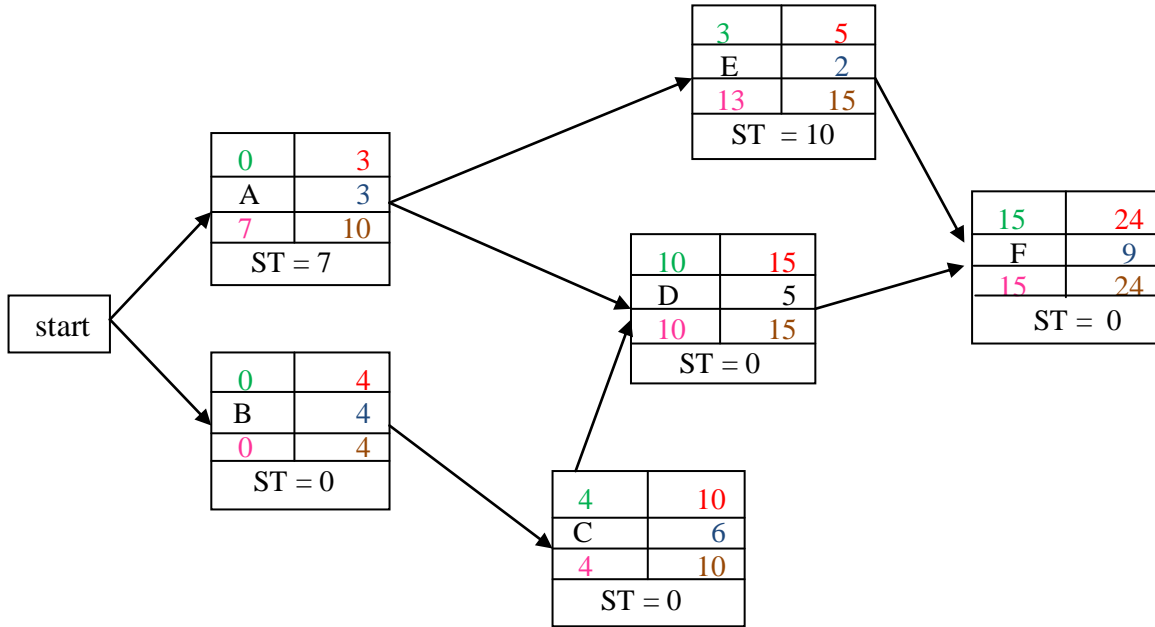 3 5
E 2
13 15
ST = 10
0 3
A 3
7 10
ST = 7
15 24
F 9
15 24
ST = 0
10 15
D 5
10 15
ST = 0
start
0 4
B 4
0 4
ST = 0
4 10
C 6
4 10
ST = 0